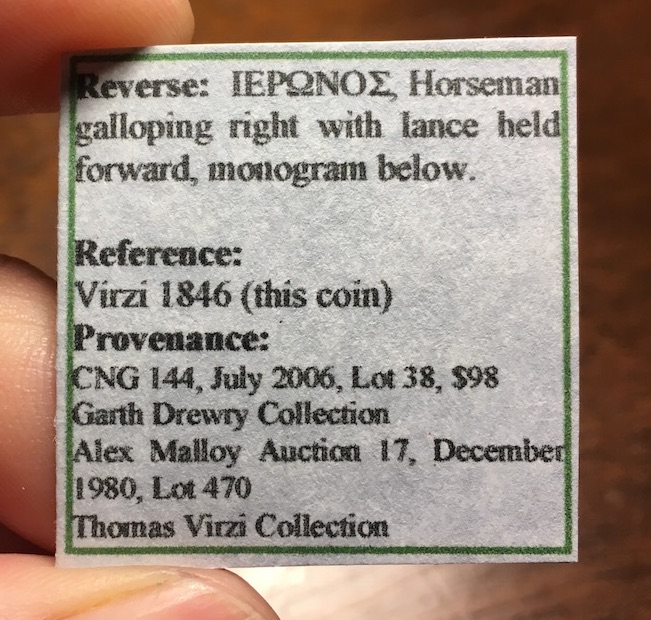 Reverse: ΙΕΡΩΝΟΣ, Horseman
galloping right with lance held
forward, monogram below.
Reference:
Virzi 1846 (this coin)
Provenance:
CNG 144, July 2006, Lot 38, $98
Garth Drewry Collection
Alex Malloy Auction 17, December
1980, Lot 470
Thomas Virzi Collection